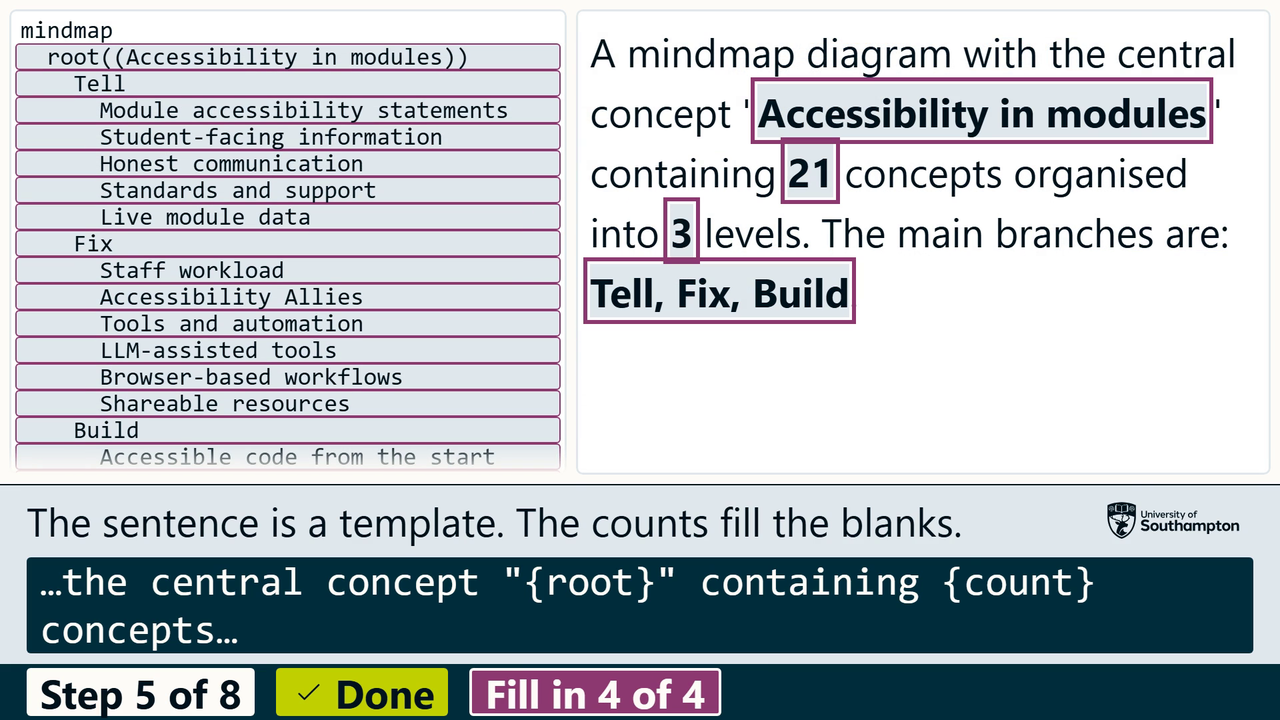 mindmap
root((Accessibility in modules))
Tell
Module accessibility statements
Student-facing information
Honest communication
Standards and support
Live module data
Fix
Staff workload
Accessibility Allies
Tools and automation
LLM-assisted tools
Browser-based workflows
Shareable resources
Build
Accessible code from the start
A mindmap diagram with the central
concept 'Accessibility in modules'
containing 21 concepts organised
into 3 levels. The main branches are:
Tell, Fix, Build
The sentence is a template. The counts fill the blanks.
University of
Southampton
…the central concept "{root}" containing {count}
concepts…
Step 5 of 8
✓ Done
Fill in 4 of 4